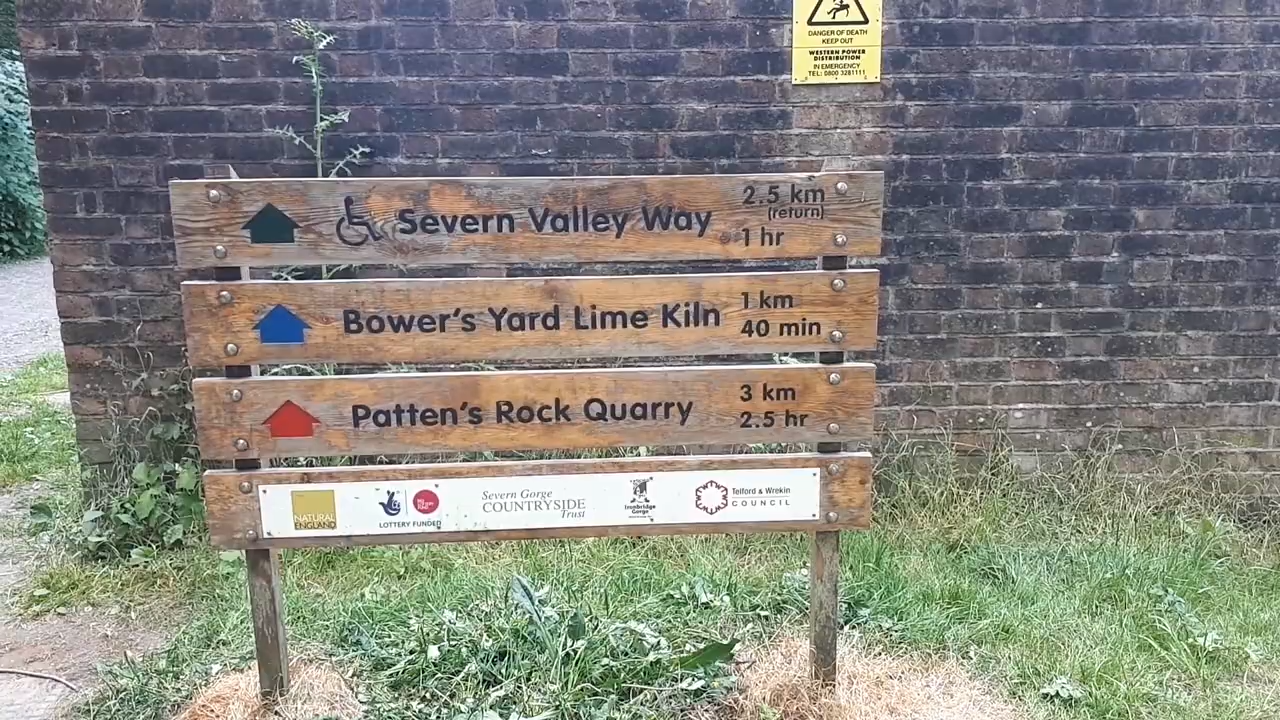 DANGER OF DEATH
KEEP OUT
WESTERN POWER
DISTRIBUTION
IN EMERGENCY
TEL: 0800 3281111
Severn Valley Way
2.5 km
(return)
1 hr
Bower's Yard Lime Kiln
1 km
40 min
Patten's Rock Quarry
3 km
2.5 hr
NATURAL
ENGLAND
LOTTERY FUNDED
Severn Gorge
COUNTRYSIDE
Trust
Ironbridge
Gorge
Telford & Wrekin
COUNCIL